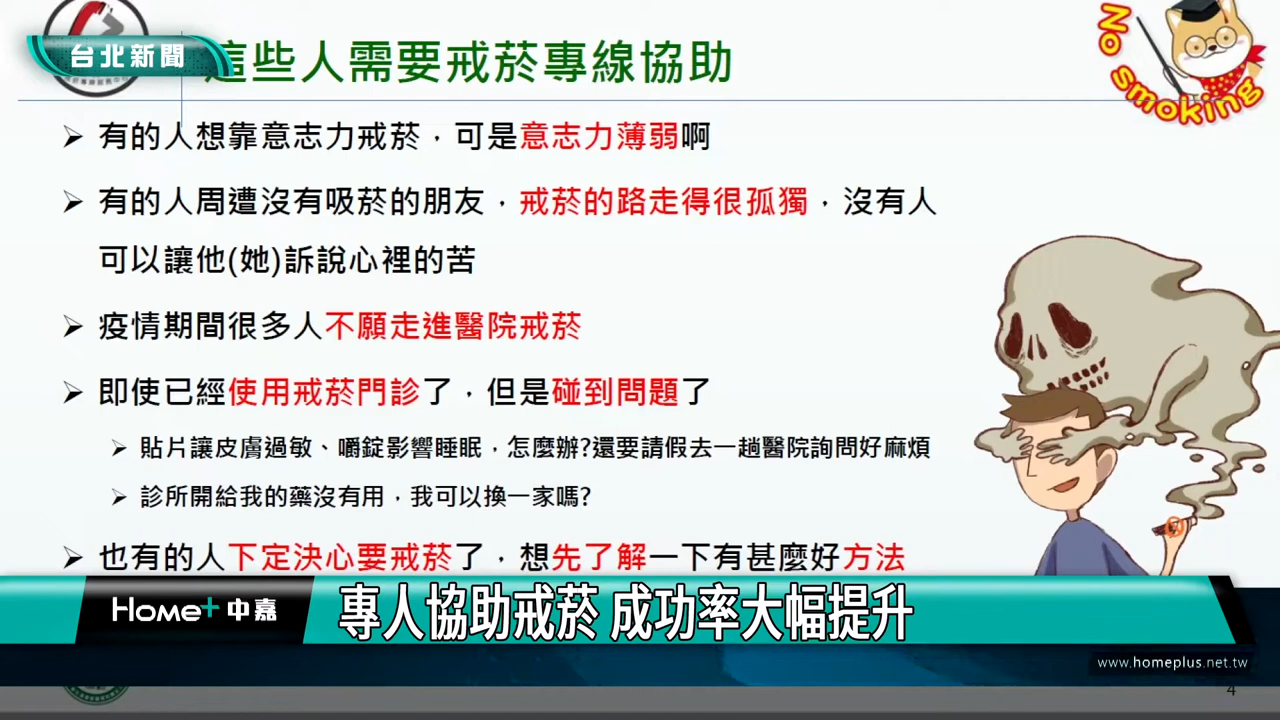 台北新聞
這些人需要戒菸專線協助
No smoking
➢ 有的人想靠意志力戒菸，可是意志力薄弱啊
➢ 有的人周遭沒有吸菸的朋友，戒菸的路走得很孤獨，沒有人
可以讓他(她)訴說心裡的苦
➢ 疫情期間很多人不願走進醫院戒菸
➢ 即使已經使用戒菸門診了，但是碰到問題了
➢ 貼片讓皮膚過敏、嚼錠影響睡眠，怎麼辦?還要請假去一趟醫院詢問好麻煩
➢ 診所開給我的藥沒有用，我可以換一家嗎?
➢ 也有的人下定決心要戒菸了，想先了解一下有甚麼好方法
Home+ 中嘉
專人協助戒菸 成功率大幅提升
www.homeplus.net.tw
4